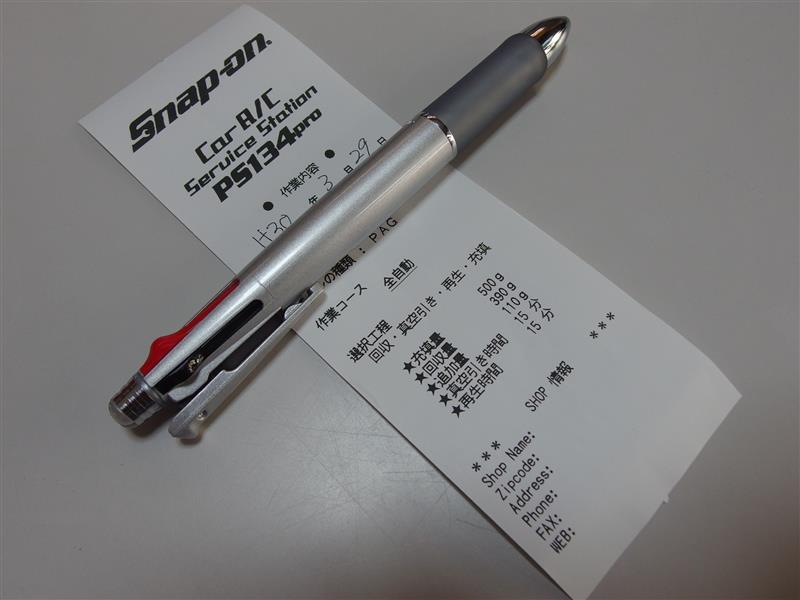 Snap-on
Car A/C
Service Station
PS134pro
● 作業内容 ●
H30 年 3 月 29 日
の種類 : PAG
作業コース 全自動
選択工程
回収・真空引き・再生・充填
★充填量 500g
★回収量 390g
★追加量 110g
★真空引き時間 15 分
★再生時間 15 分
*** SHOP 情報 ***
Shop Name:
Zipcode:
Address:
Phone:
FAX:
WEB: